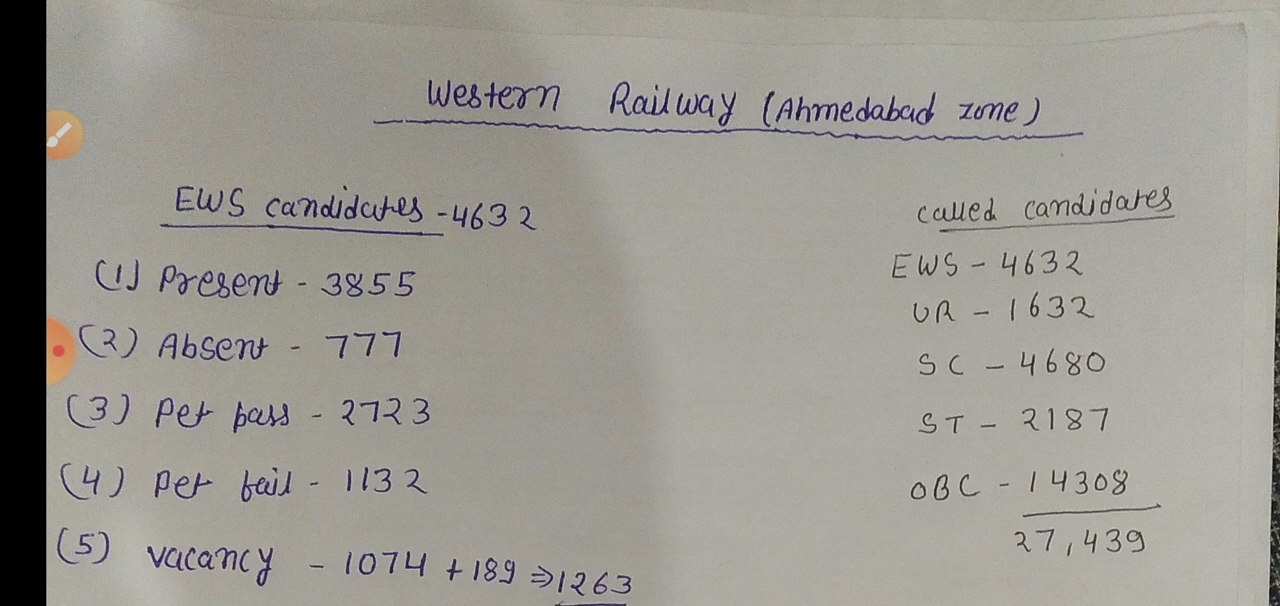 Western Railway (Ahmedabad zone)
EWS candidates - 4632
(1) Present - 3855
(2) Absent - 777
(3) Pet pass - 2723
(4) Pet fail - 1132
(5) vacancy - 1074 + 189 ⇒ 1263
called candidates
EWS - 4632
UR - 1632
SC - 4680
ST - 2187
OBC - 14308
27,439